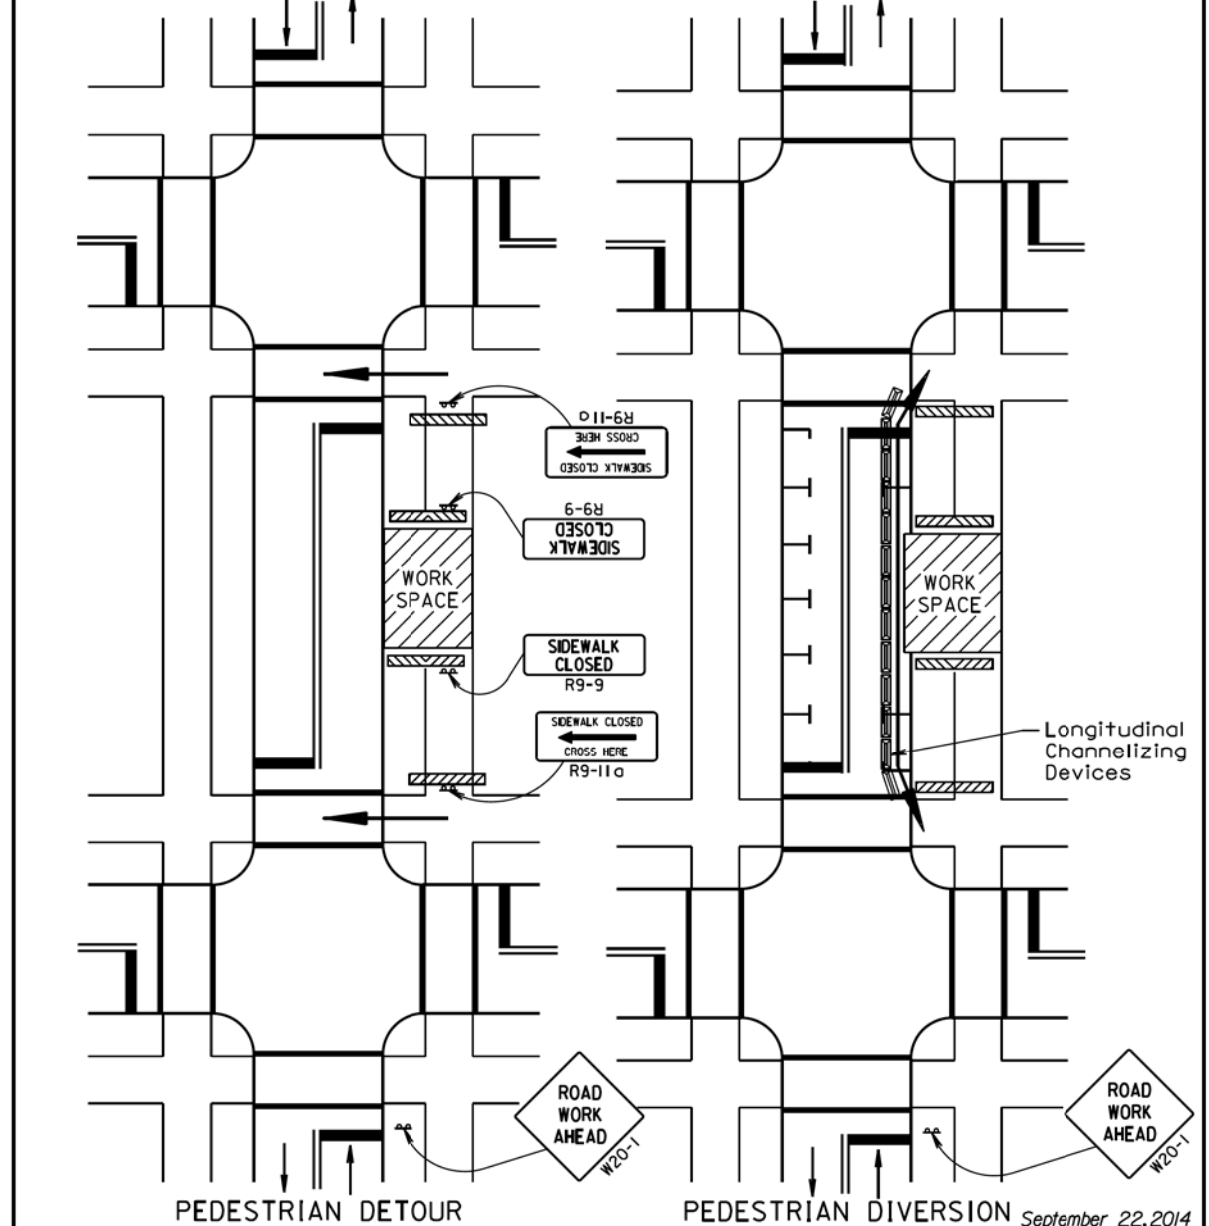 R9-11a
SIDEWALK CLOSED
CROSS HERE
R9-9
SIDEWALK
CLOSED
WORK
SPACE
SIDEWALK
CLOSED
R9-9
SIDEWALK CLOSED
CROSS HERE
R9-11a
ROAD
WORK
AHEAD
W20-1
PEDESTRIAN DETOUR
WORK
SPACE
Longitudinal
Channelizing
Devices
ROAD
WORK
AHEAD
W20-1
PEDESTRIAN DIVERSION
September 22,2014